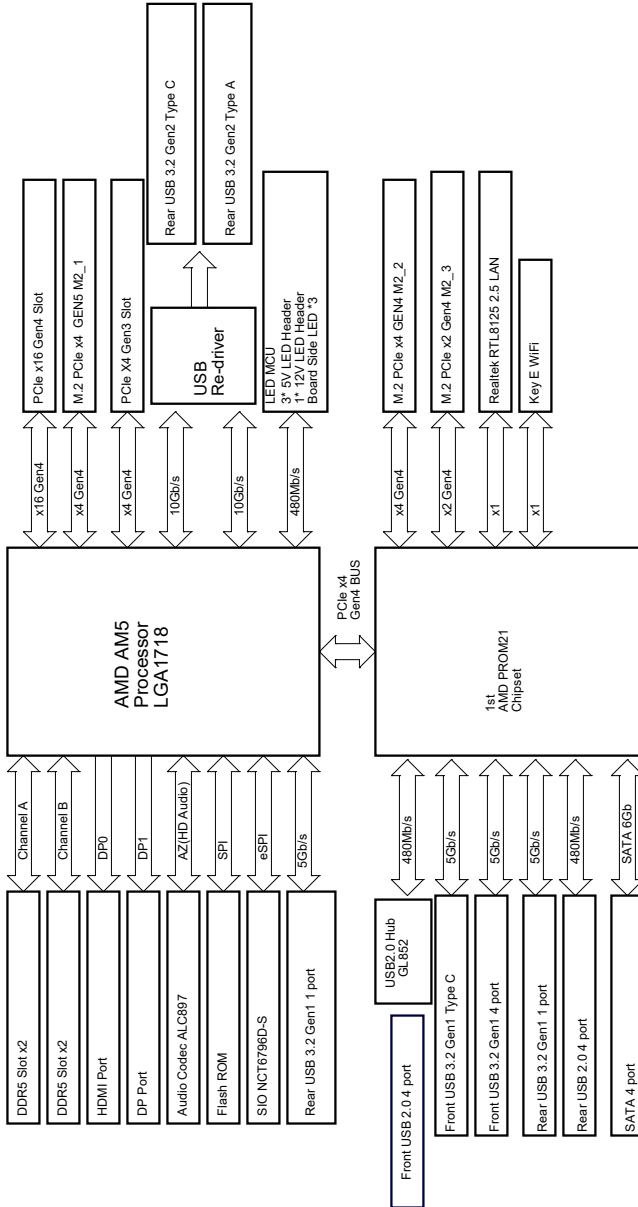 Rear USB 3.2 Gen2 Type C
Rear USB 3.2 Gen2 Type A
PCIe x16 Gen4 Slot
M.2 PCIe x4 GEN5 M2_1
PCIe X4 Gen3 Slot
USB
Re-driver
LED MCU
3* 5V LED Header
1* 12V LED Header
Board Side LED *3
M.2 PCIe x4 GEN4 M2_2
M.2 PCIe x2 Gen4 M2_3
Realtek RTL8125 2.5 LAN
Key E WiFi
x16 Gen4
x4 Gen4
x4 Gen4
10Gb/s
10Gb/s
480Mb/s
x4 Gen4
x2 Gen4
x1
x1
AMD AM5
Processor
LGA1718
PCIe x4
Gen4 BUS
1st
AMD PROM21
Chipset
Channel A
Channel B
DP0
DP1
AZ(HD Audio)
SPI
eSPI
5Gb/s
480Mb/s
5Gb/s
5Gb/s
5Gb/s
480Mb/s
SATA 6Gb
DDR5 Slot x2
DDR5 Slot x2
HDMI Port
DP Port
Audio Codec ALC897
Flash ROM
SIO NCT6796D-S
Rear USB 3.2 Gen1 1 port
USB2.0 Hub
GL852
Front USB 2.0 4 port
Front USB 3.2 Gen1 Type C
Front USB 3.2 Gen1 4 port
Rear USB 3.2 Gen1 1 port
Rear USB 2.0 4 port
SATA 4 port